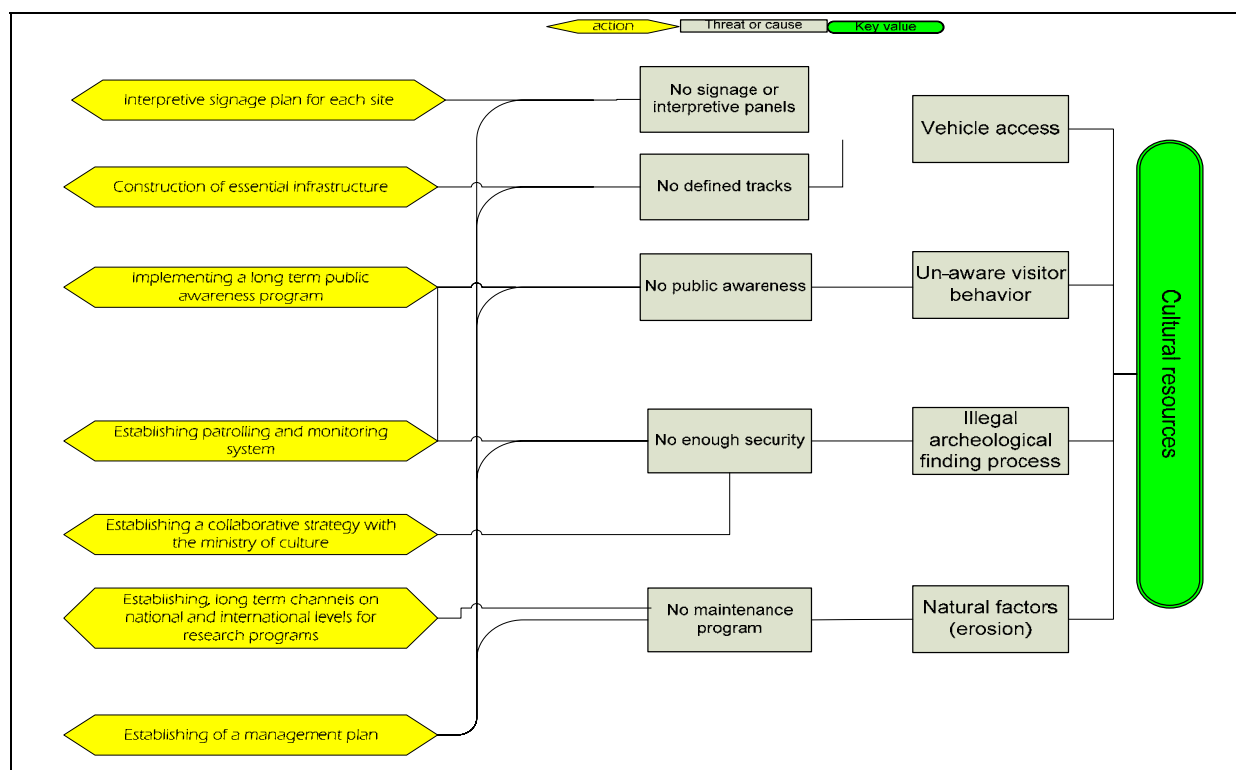 action
Threat or cause
Key value
Interpretive signage plan for each site
No signage or
interpretive panels
Vehicle access
Construction of essential infrastructure
No defined tracks
Implementing a long term public
awareness program
No public awareness
Un-aware visitor
behavior
Cultural resources
Establishing patrolling and monitoring
system
No enough security
Illegal
archeological
finding process
Establishing a collaborative strategy with
the ministry of culture
Establishing, long term channels on
national and international levels for
research programs
No maintenance
program
Natural factors
(erosion)
Establishing of a management plan